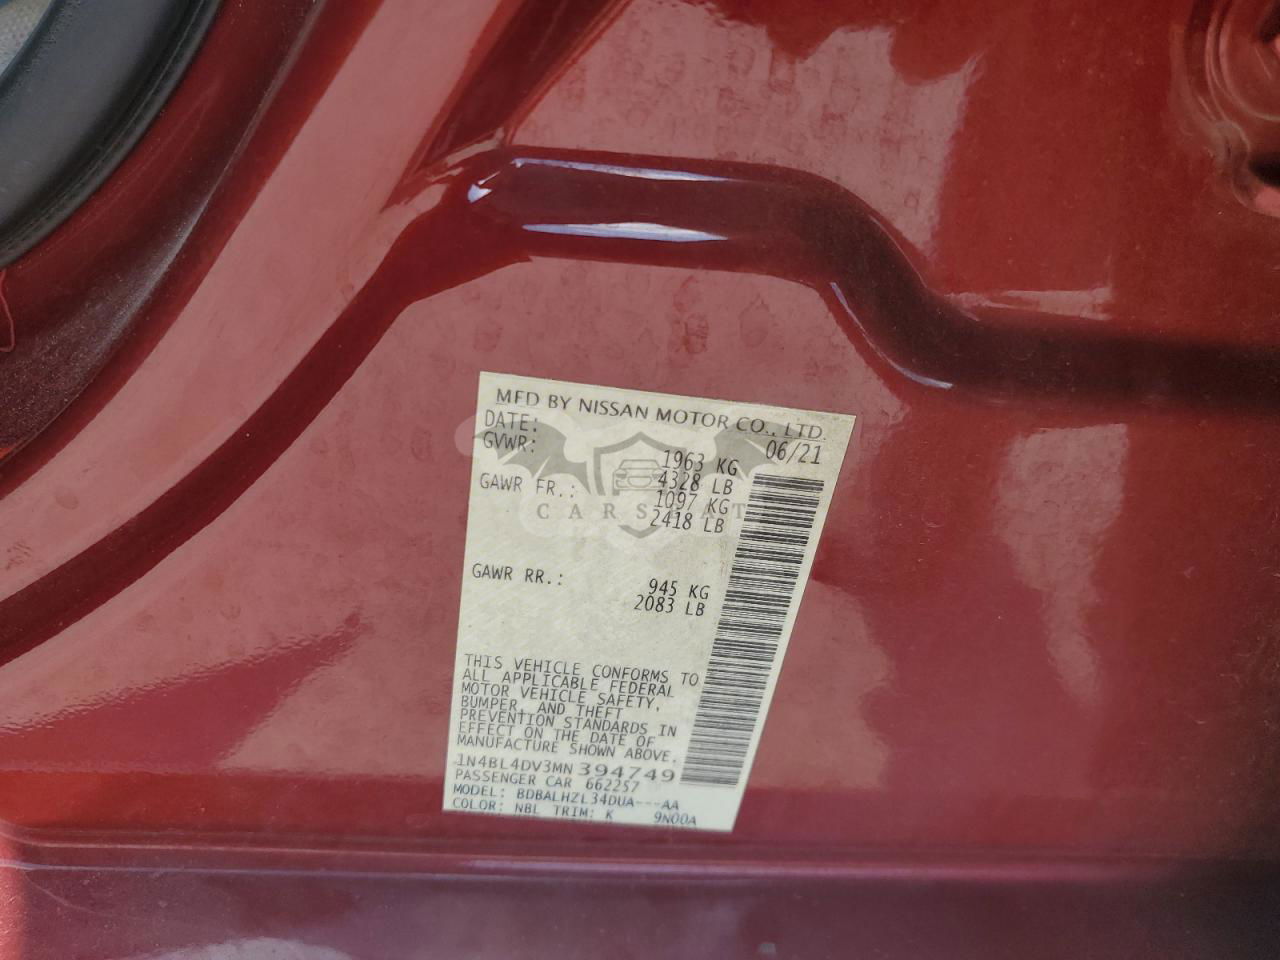 MFD BY NISSAN MOTOR CO., LTD.
DATE: 06/21
GVWR: 1963 KG
4328 LB
GAWR FR.: 1097 KG
2418 LB
GAWR RR.: 945 KG
2083 LB
THIS VEHICLE CONFORMS TO
ALL APPLICABLE FEDERAL
MOTOR VEHICLE SAFETY,
BUMPER, AND THEFT
PREVENTION STANDARDS IN
EFFECT ON THE DATE OF
MANUFACTURE SHOWN ABOVE.
1N4BL4DV3MN394749
PASSENGER CAR 662257
MODEL: BDBALHZL34DUA---AA
COLOR: NBL TRIM: K 9N00A